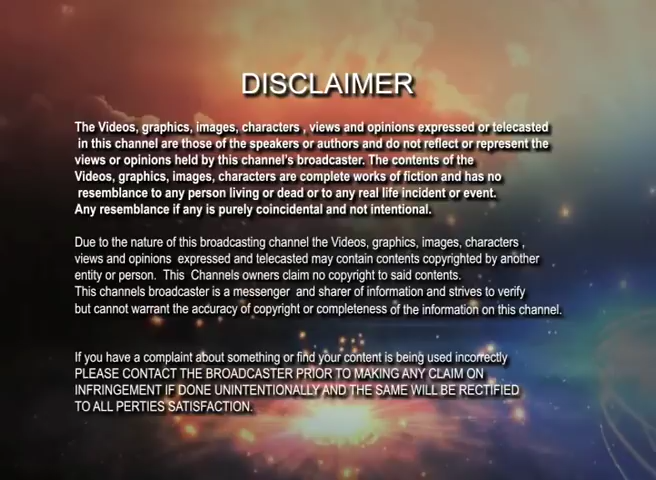 DISCLAIMER
The Videos, graphics, images, characters , views and opinions expressed or telecasted
in this channel are those of the speakers or authors and do not reflect or represent the
views or opinions held by this channel's broadcaster. The contents of the
Videos, graphics, images, characters are complete works of fiction and has no
resemblance to any person living or dead or to any real life incident or event.
Any resemblance if any is purely coincidental and not intentional.
Due to the nature of this broadcasting channel the Videos, graphics, images, characters ,
views and opinions expressed and telecasted may contain contents copyrighted by another
entity or person. This Channels owners claim no copyright to said contents.
This channels broadcaster is a messenger and sharer of information and strives to verify
but cannot warrant the accuracy of copyright or completeness of the information on this channel.
If you have a complaint about something or find your content is being used incorrectly
PLEASE CONTACT THE BROADCASTER PRIOR TO MAKING ANY CLAIM ON
INFRINGEMENT IF DONE UNINTENTIONALLY AND THE SAME WILL BE RECTIFIED
TO ALL PERTIES SATISFACTION.